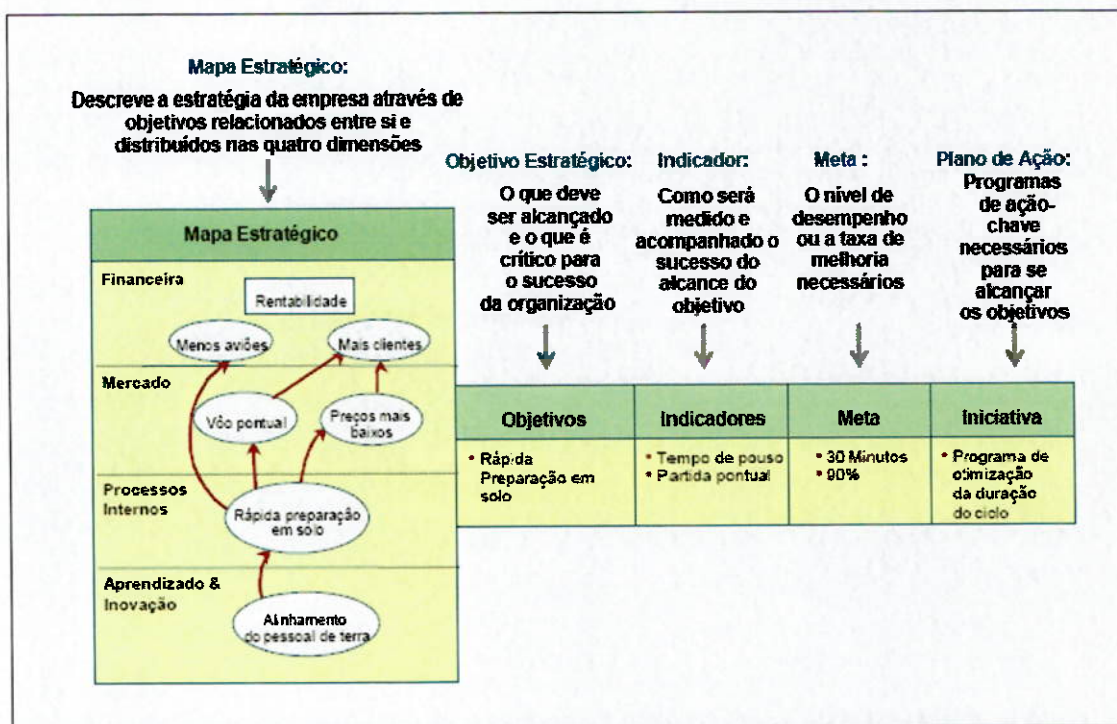 Mapa Estratégico:
Descreve a estratégia da empresa através de
objetivos relacionados entre si e
distribuídos nas quatro dimensões
Objetivo Estratégico:
O que deve
ser alcançado
e o que é
crítico para
o sucesso
da organização
Indicador:
Como será
medido e
acompanhado o
sucesso do
alcance do
objetivo
Meta :
O nível de
desempenho
ou a taxa de
melhoria
necessários
Plano de Ação:
Programas
de ação-
chave
necessários
para se
alcançar
os objetivos
Mapa Estratégico
Financeira
Rentabilidade
Menos aviões
Mais clientes
Mercado
Vôo pontual
Preços mais
baixos
Processos
Internos
Rápida preparação
em solo
Aprendizado &
Inovação
Alinhamento
do pessoal de terra
Objetivos
• Rápida
Preparação em
solo
Indicadores
• Tempo de pouso
• Partida pontual
Meta
• 30 Minutos
• 90%
Iniciativa
• Programa de
otimização
da duração
do ciclo